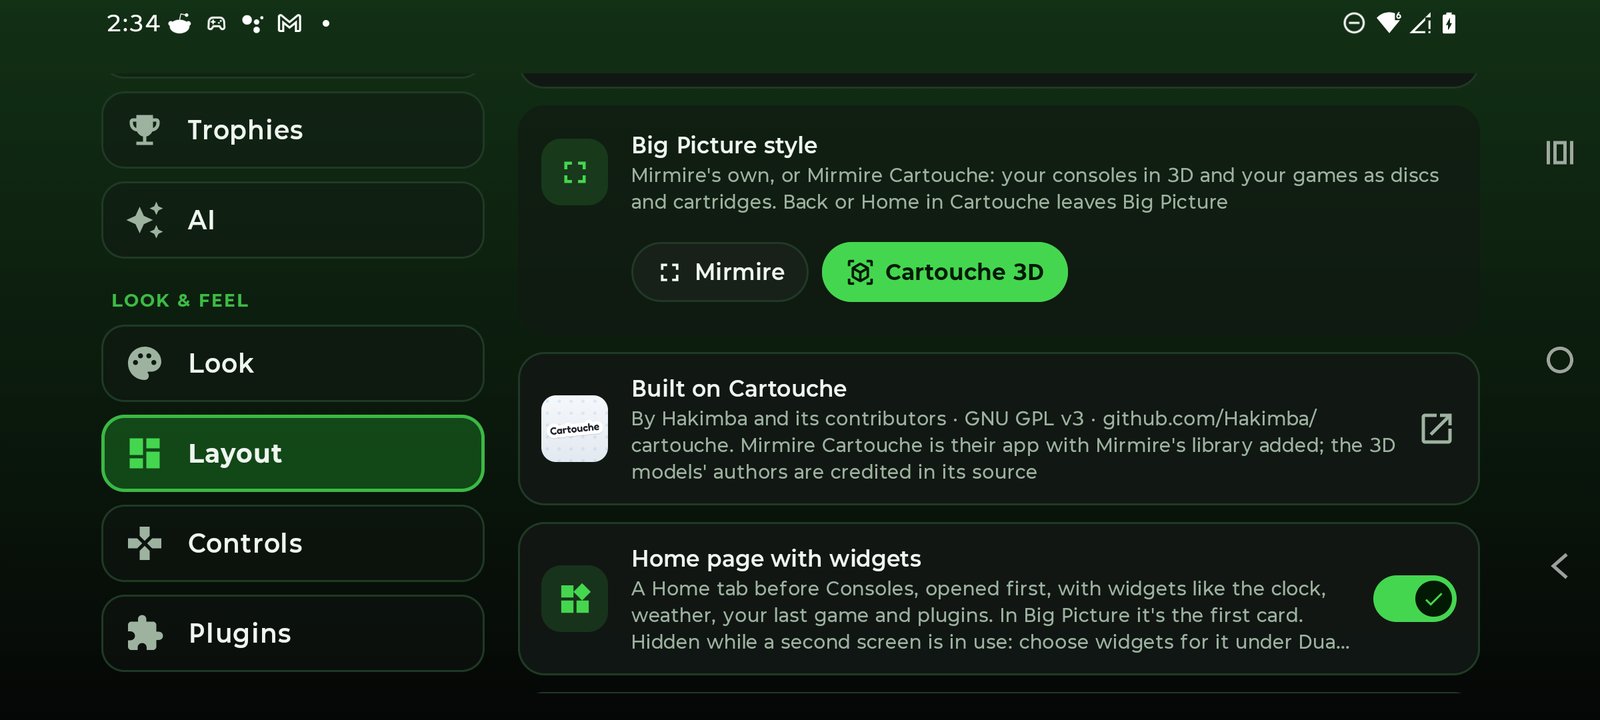 2:34
Trophies
AI
LOOK & FEEL
Look
Layout
Controls
Plugins
Big Picture style
Mirmire's own, or Mirmire Cartouche: your consoles in 3D and your games as discs
and cartridges. Back or Home in Cartouche leaves Big Picture
Mirmire
Cartouche 3D
Built on Cartouche
Cartouche
By Hakimba and its contributors · GNU GPL v3 · github.com/Hakimba/
cartouche. Mirmire Cartouche is their app with Mirmire's library added; the 3D
models' authors are credited in its source
Home page with widgets
A Home tab before Consoles, opened first, with widgets like the clock,
weather, your last game and plugins. In Big Picture it's the first card.
Hidden while a second screen is in use: choose widgets for it under Dua...